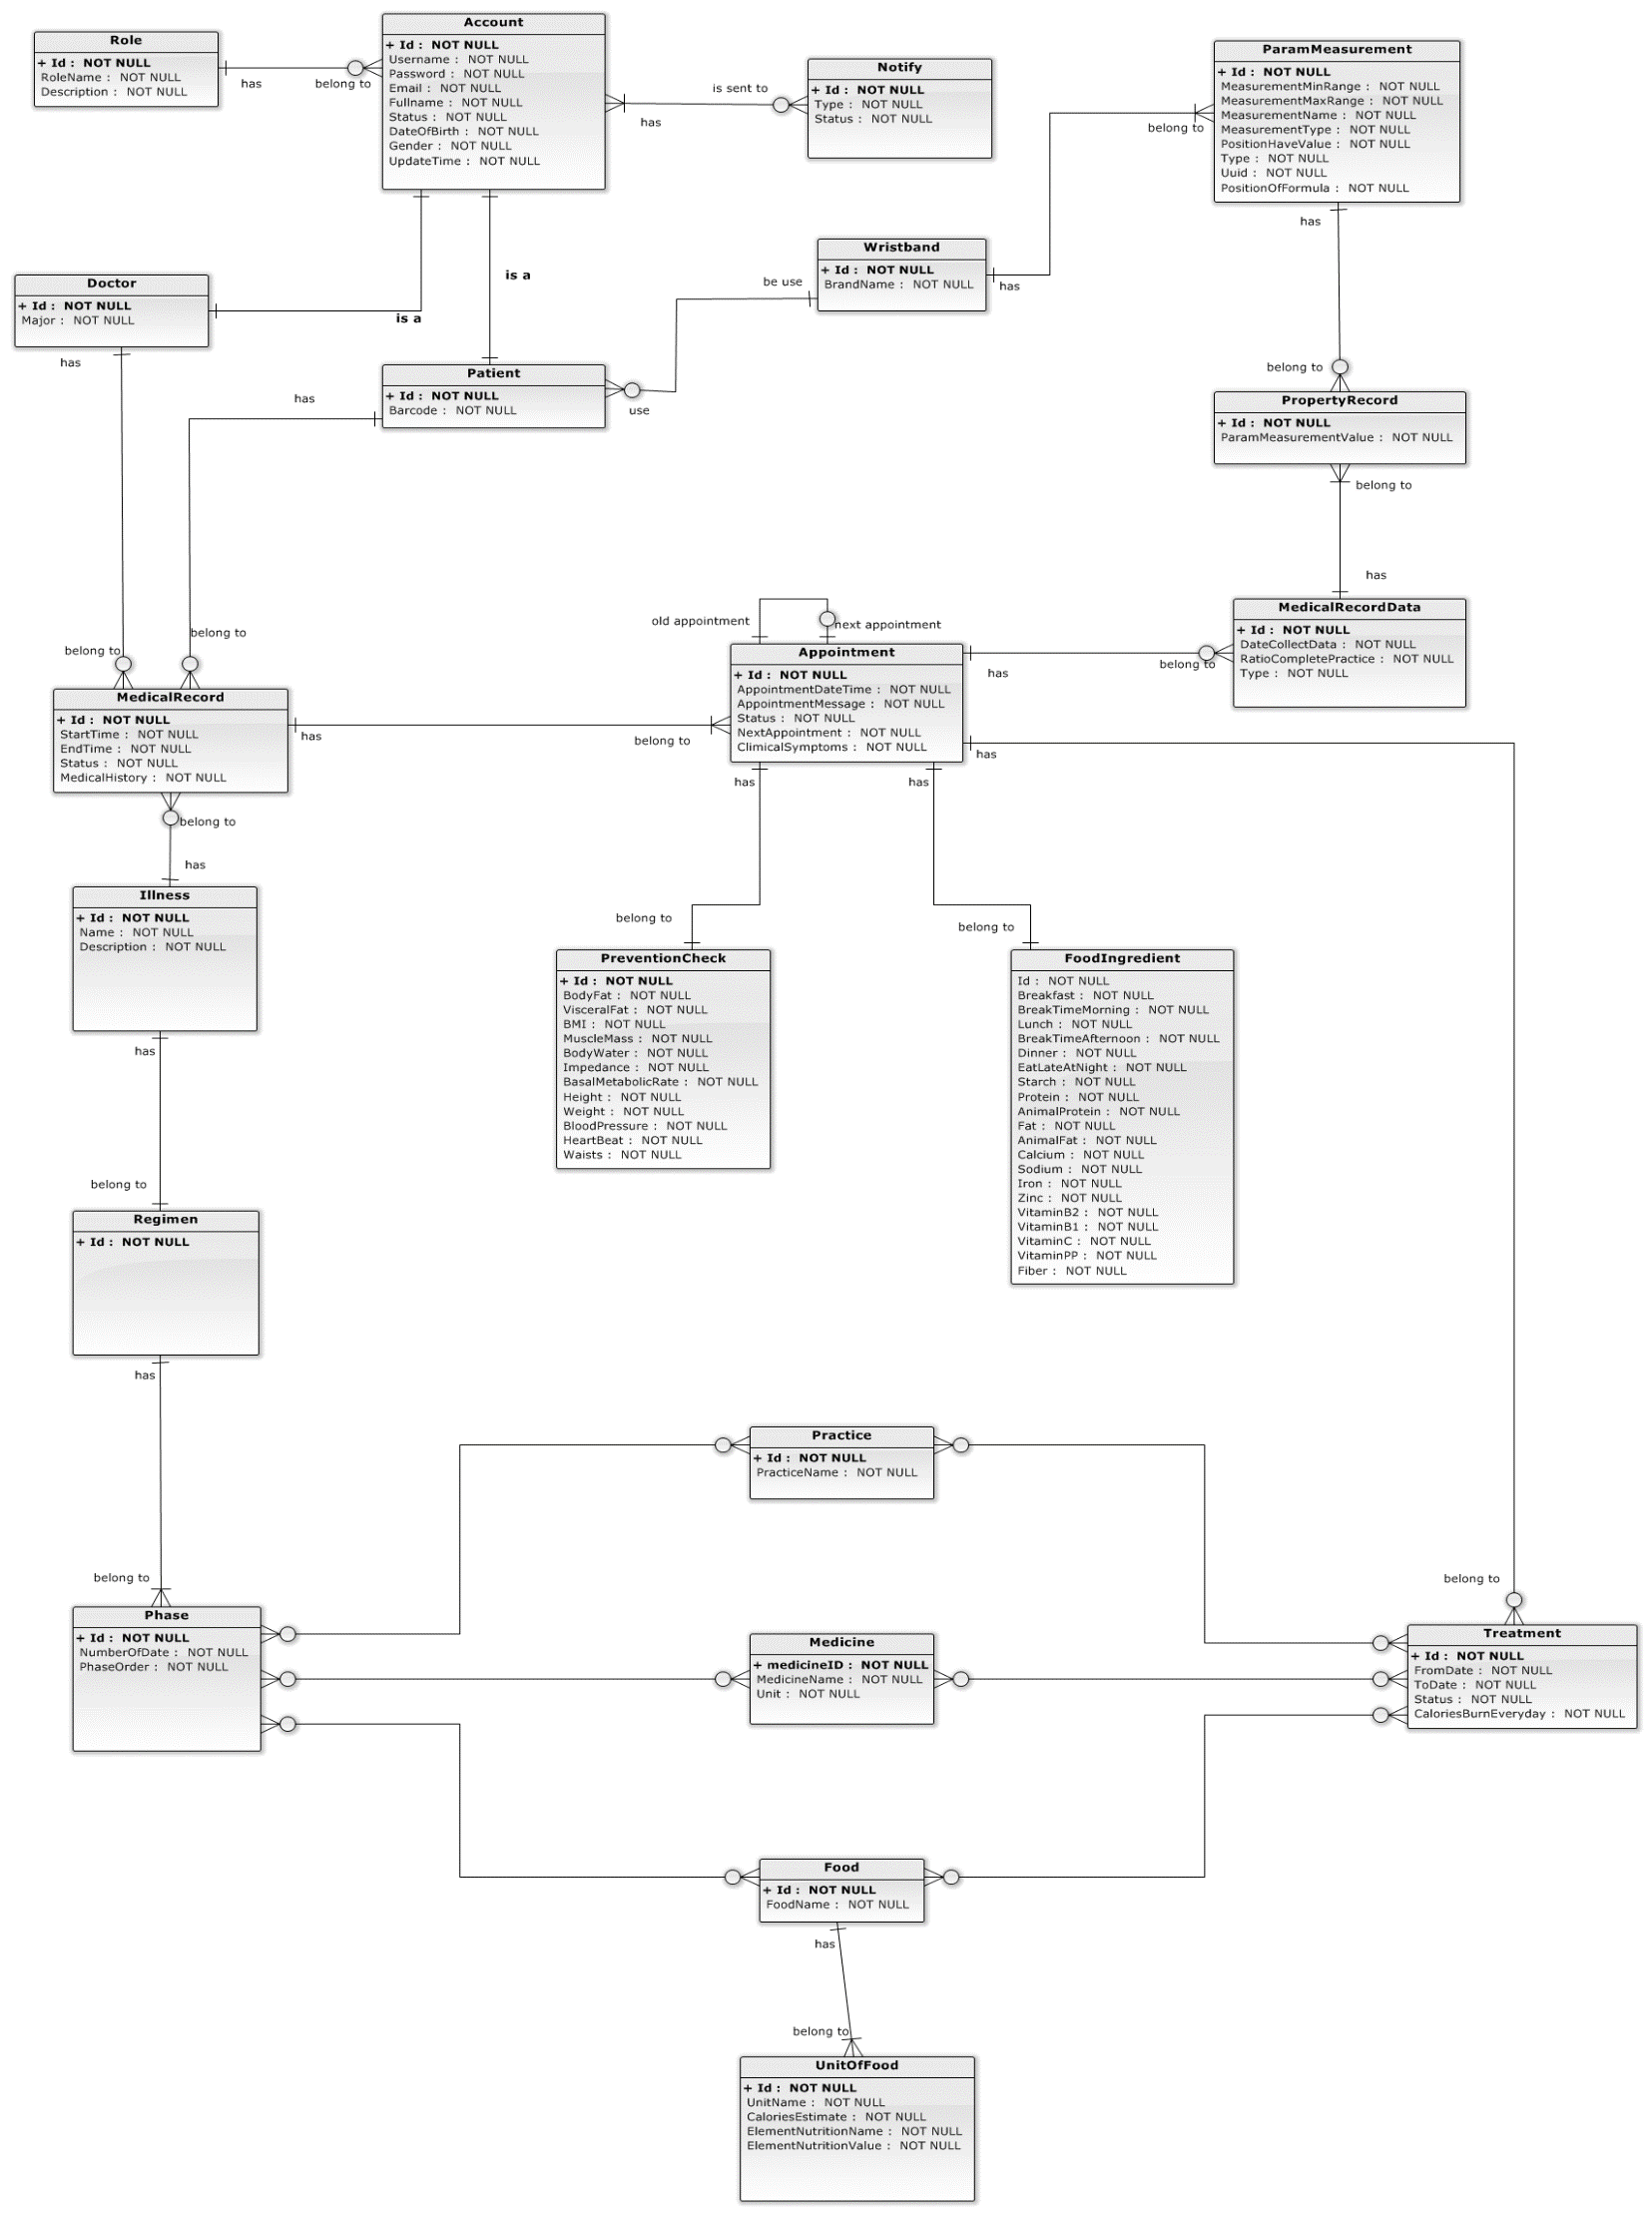 Role
+ Id : NOT NULL
RoleName : NOT NULL
Description : NOT NULL
has
belong to
Account
+ Id : NOT NULL
Username : NOT NULL
Password : NOT NULL
Email : NOT NULL
Fullname : NOT NULL
Status : NOT NULL
DateOfBirth : NOT NULL
Gender : NOT NULL
UpdateTime : NOT NULL
is sent to
has
Notify
+ Id : NOT NULL
Type : NOT NULL
Status : NOT NULL
ParamMeasurement
+ Id : NOT NULL
MeasurementMinRange : NOT NULL
MeasurementMaxRange : NOT NULL
MeasurementName : NOT NULL
MeasurementType : NOT NULL
PositionHaveValue : NOT NULL
Type : NOT NULL
Uuid : NOT NULL
PositionOfFormula : NOT NULL
belong to
has
Wristband
+ Id : NOT NULL
BrandName : NOT NULL
be use
has
is a
Doctor
+ Id : NOT NULL
Major : NOT NULL
is a
has
Patient
+ Id : NOT NULL
Barcode : NOT NULL
use
has
belong to
PropertyRecord
+ Id : NOT NULL
ParamMeasurementValue : NOT NULL
belong to
has
MedicalRecordData
+ Id : NOT NULL
DateCollectData : NOT NULL
RatioCompletePractice : NOT NULL
Type : NOT NULL
old appointment
next appointment
Appointment
+ Id : NOT NULL
AppointmentDateTime : NOT NULL
AppointmentMessage : NOT NULL
Status : NOT NULL
NextAppointment : NOT NULL
ClimicalSymptoms : NOT NULL
has
belong to
belong to
belong to
MedicalRecord
+ Id : NOT NULL
StartTime : NOT NULL
EndTime : NOT NULL
Status : NOT NULL
MedicalHistory : NOT NULL
has
belong to
has
has
has
belong to
has
Illness
+ Id : NOT NULL
Name : NOT NULL
Description : NOT NULL
has
belong to
belong to
PreventionCheck
+ Id : NOT NULL
BodyFat : NOT NULL
VisceralFat : NOT NULL
BMI : NOT NULL
MuscleMass : NOT NULL
BodyWater : NOT NULL
Impedance : NOT NULL
BasalMetabolicRate : NOT NULL
Height : NOT NULL
Weight : NOT NULL
BloodPressure : NOT NULL
HeartBeat : NOT NULL
Waists : NOT NULL
FoodIngredient
Id : NOT NULL
Breakfast : NOT NULL
BreakTimeMorning : NOT NULL
Lunch : NOT NULL
BreakTimeAfternoon : NOT NULL
Dinner : NOT NULL
EatLateAtNight : NOT NULL
Starch : NOT NULL
Protein : NOT NULL
AnimalProtein : NOT NULL
Fat : NOT NULL
AnimalFat : NOT NULL
Calcium : NOT NULL
Sodium : NOT NULL
Iron : NOT NULL
Zinc : NOT NULL
VitaminB2 : NOT NULL
VitaminB1 : NOT NULL
VitaminC : NOT NULL
VitaminPP : NOT NULL
Fiber : NOT NULL
belong to
Regimen
+ Id : NOT NULL
has
belong to
Practice
+ Id : NOT NULL
PracticeName : NOT NULL
Phase
+ Id : NOT NULL
NumberOfDate : NOT NULL
PhaseOrder : NOT NULL
Medicine
+ medicineID : NOT NULL
MedicineName : NOT NULL
Unit : NOT NULL
belong to
Treatment
+ Id : NOT NULL
FromDate : NOT NULL
ToDate : NOT NULL
Status : NOT NULL
CaloriesBurnEveryday : NOT NULL
Food
+ Id : NOT NULL
FoodName : NOT NULL
has
belong to
UnitOfFood
+ Id : NOT NULL
UnitName : NOT NULL
CaloriesEstimate : NOT NULL
ElementNutritionName : NOT NULL
ElementNutritionValue : NOT NULL